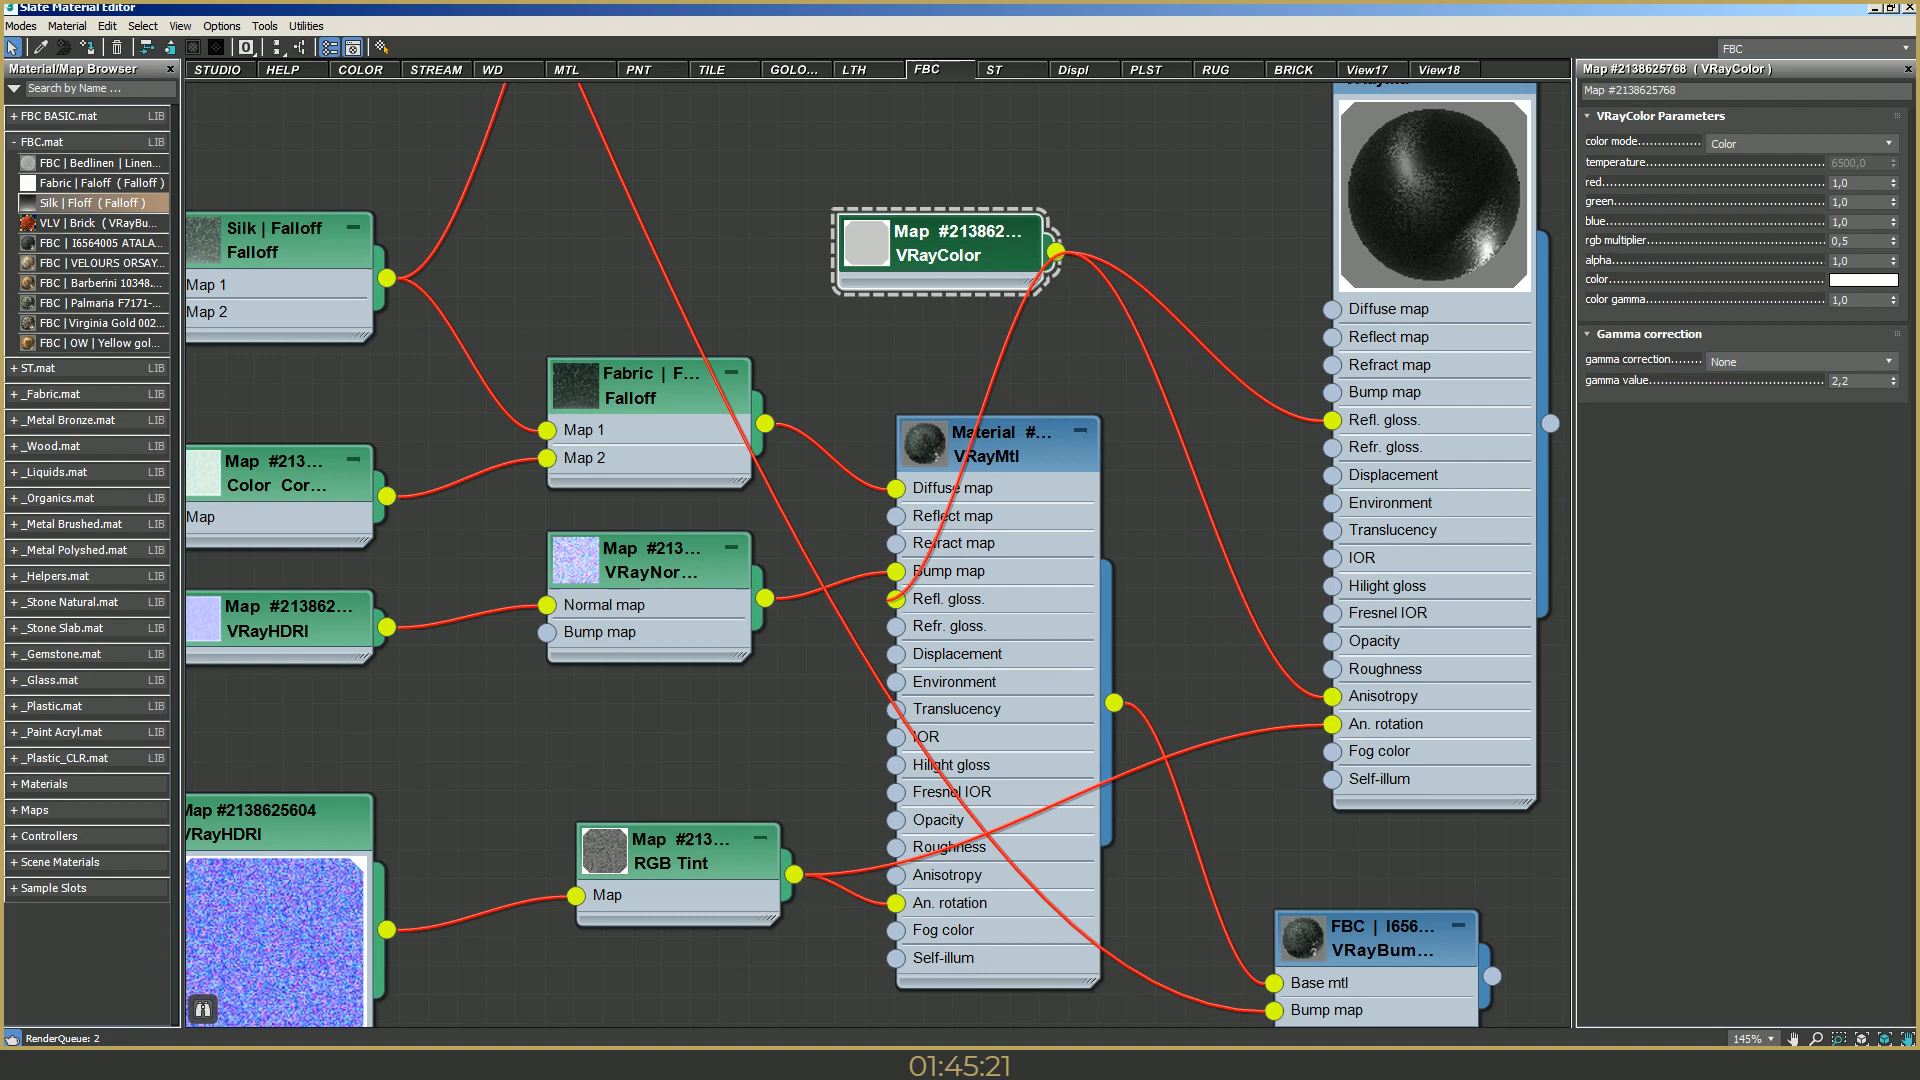 Slate Material Editor
Modes Material Edit Select View Options Tools Utilities
FBC
Material/Map Browser x
STUDIO HELP COLOR STREAM WD MTL PNT TILE GOLO... LTH FBC ST Displ PLST RUG BRICK View17 View18
Search by Name ...
+ FBC BASIC.mat LIB
- FBC.mat LIB
FBC | Bedlinen | Linen...
Fabric | Faloff ( Falloff )
Silk | Floff ( Falloff )
VLV | Brick ( VRayBu...
FBC | I6564005 ATALA...
FBC | VELOURS ORSAY...
FBC | Barberini 10348...
FBC | Palmaria F7171-...
FBC | Virginia Gold 002...
FBC | OW | Yellow gol...
+ ST.mat LIB
+ _Fabric.mat LIB
+ _Metal Bronze.mat LIB
+ _Wood.mat LIB
+ _Liquids.mat LIB
+ _Organics.mat LIB
+ _Metal Brushed.mat LIB
+ _Metal Polyshed.mat LIB
+ _Helpers.mat LIB
+ _Stone Natural.mat LIB
+ _Stone Slab.mat LIB
+ _Gemstone.mat LIB
+ _Glass.mat LIB
+ _Plastic.mat LIB
+ _Paint Acryl.mat LIB
+ _Plastic_CLR.mat LIB
+ Materials
+ Maps
+ Controllers
+ Scene Materials
+ Sample Slots
Silk | Falloff
Falloff
Map 1
Map 2
Map #213...
Color Cor...
Map
Map #213862...
VRayHDRI
Map #2138625604
VRayHDRI
Fabric | F...
Falloff
Map 1
Map 2
Map #213...
VRayNor...
Normal map
Bump map
Map #213...
RGB Tint
Map
Map #213862...
VRayColor
Material #...
VRayMtl
Diffuse map
Reflect map
Refract map
Bump map
Refl. gloss.
Refr. gloss.
Displacement
Environment
Translucency
IOR
Hilight gloss
Fresnel IOR
Opacity
Roughness
Anisotropy
An. rotation
Fog color
Self-illum
Diffuse map
Reflect map
Refract map
Bump map
Refl. gloss.
Refr. gloss.
Displacement
Environment
Translucency
IOR
Hilight gloss
Fresnel IOR
Opacity
Roughness
Anisotropy
An. rotation
Fog color
Self-illum
FBC | I656...
VRayBum...
Base mtl
Bump map
Map #2138625768 ( VRayColor ) x
Map #2138625768
VRayColor Parameters
color mode Color
temperature 6500,0
red 1,0
green 1,0
blue 1,0
rgb multiplier 0,5
alpha 1,0
color
color gamma 1,0
Gamma correction
gamma correction None
gamma value 2,2
RenderQueue: 2
145%
01:45:21